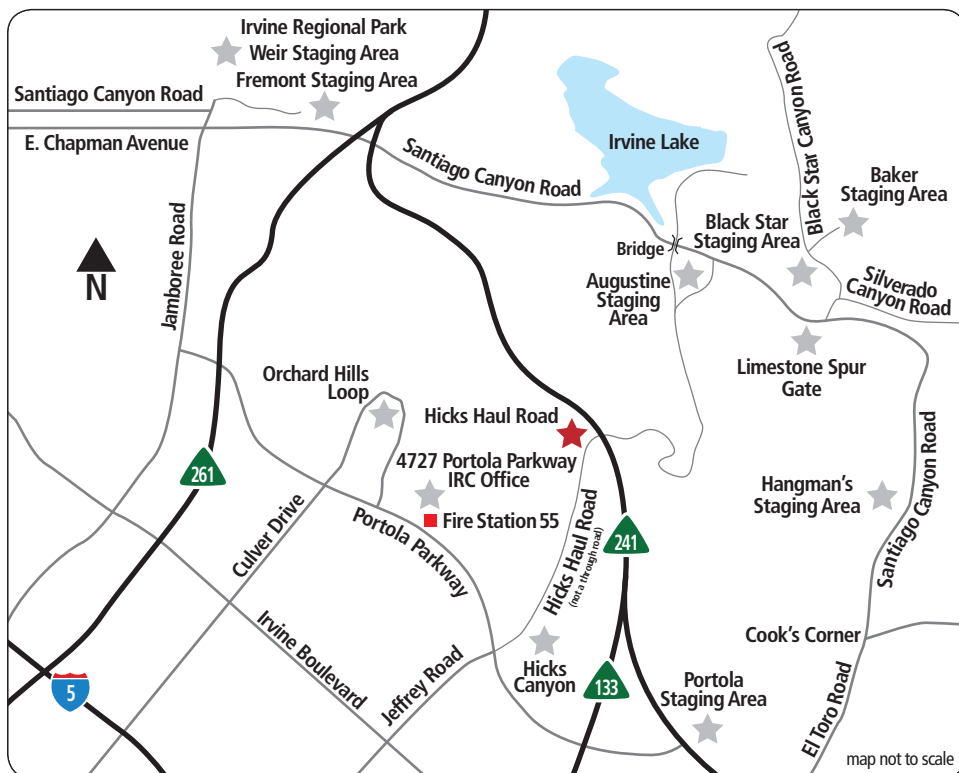 Irvine Regional Park
Weir Staging Area
Fremont Staging Area
Santiago Canyon Road
E. Chapman Avenue
Santiago Canyon Road
Irvine Lake
Black Star Canyon Road
Baker
Staging Area
Black Star
Staging Area
Bridge
Augustine
Staging
Area
Silverado
Canyon Road
N
Jamboree Road
Limestone Spur
Gate
Orchard Hills
Loop
Hicks Haul Road
4727 Portola Parkway
IRC Office
Fire Station 55
261
Culver Drive
Portola Parkway
Hicks Haul Road
(not a through road)
241
Hangman's
Staging Area
Santiago Canyon Road
Irvine Boulevard
Jeffrey Road
Hicks
Canyon
Cook's Corner
5
133
Portola
Staging Area
El Toro Road
map not to scale